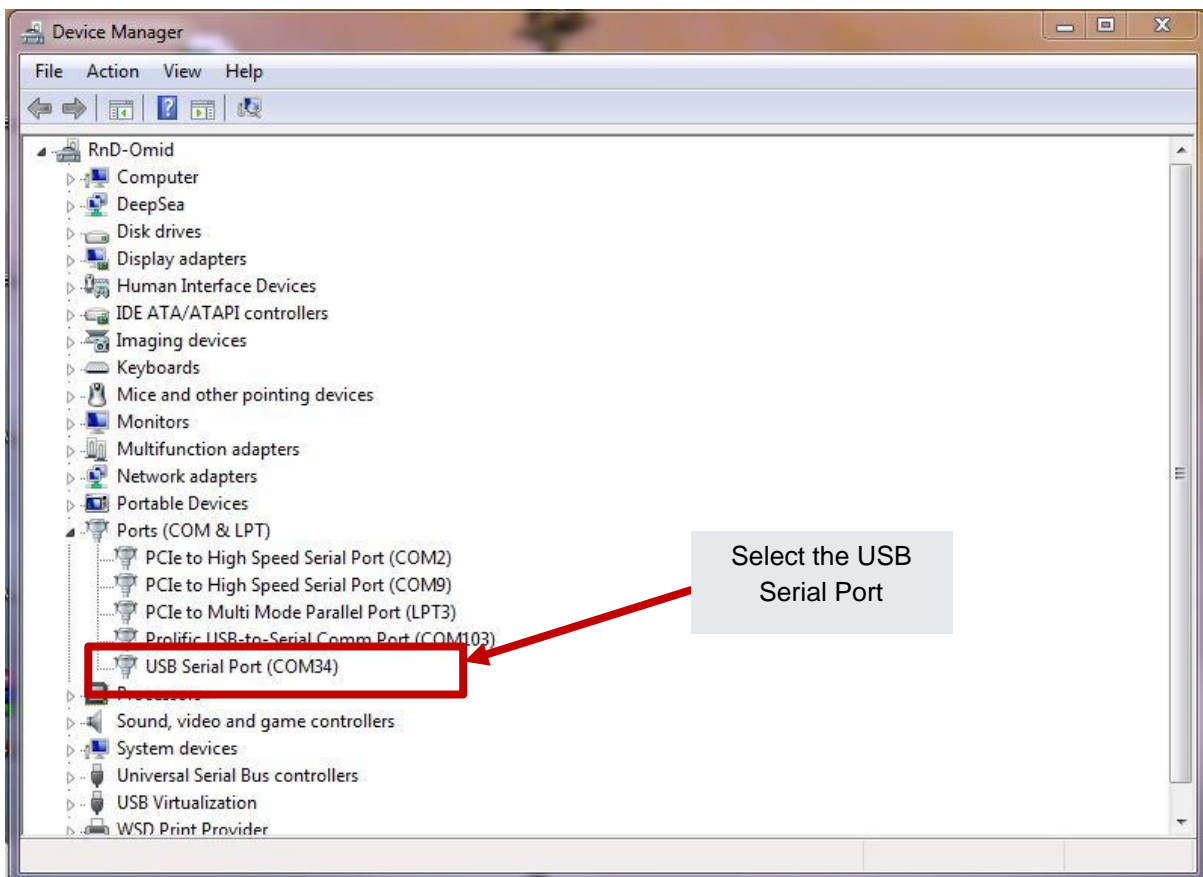 Device Manager
File Action View Help
RnD-Omid
Computer
DeepSea
Disk drives
Display adapters
Human Interface Devices
IDE ATA/ATAPI controllers
Imaging devices
Keyboards
Mice and other pointing devices
Monitors
Multifunction adapters
Network adapters
Portable Devices
Ports (COM & LPT)
PCIe to High Speed Serial Port (COM2)
PCIe to High Speed Serial Port (COM9)
PCIe to Multi Mode Parallel Port (LPT3)
Prolific USB-to-Serial Comm Port (COM103)
USB Serial Port (COM34)
Processors
Sound, video and game controllers
System devices
Universal Serial Bus controllers
USB Virtualization
WSD Print Provider
Select the USB
Serial Port